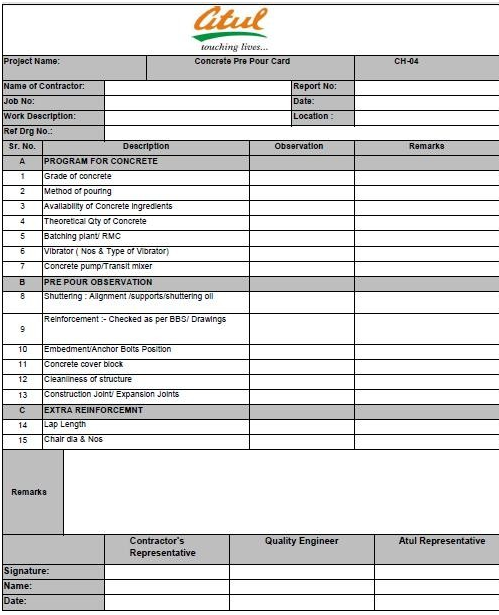 atul
touching lives...
Project Name: Concrete Pre Pour Card CH-04
Name of Contractor: Report No:
Job No: Date:
Work Description: Location :
Ref Drg No.:
Sr. No. Description Observation Remarks
A PROGRAM FOR CONCRETE
1 Grade of concrete
2 Method of pouring
3 Availability of Concrete ingredients
4 Theoretical Qty of Concrete
5 Batching plant/ RMC
6 Vibrator ( Nos & Type of Vibrator)
7 Concrete pump/Transit mixer
B PRE POUR OBSERVATION
8 Shuttering : Alignment /supports/shuttering oil
9 Reinforcement :- Checked as per BBS/ Drawings
10 Embedment/Anchor Bolts Position
11 Concrete cover block
12 Cleanliness of structure
13 Construction Joint/ Expansion Joints
C EXTRA REINFORCEMNT
14 Lap Length
15 Chair dia & Nos
Remarks
Contractor's Representative Quality Engineer Atul Representative
Signature:
Name:
Date: